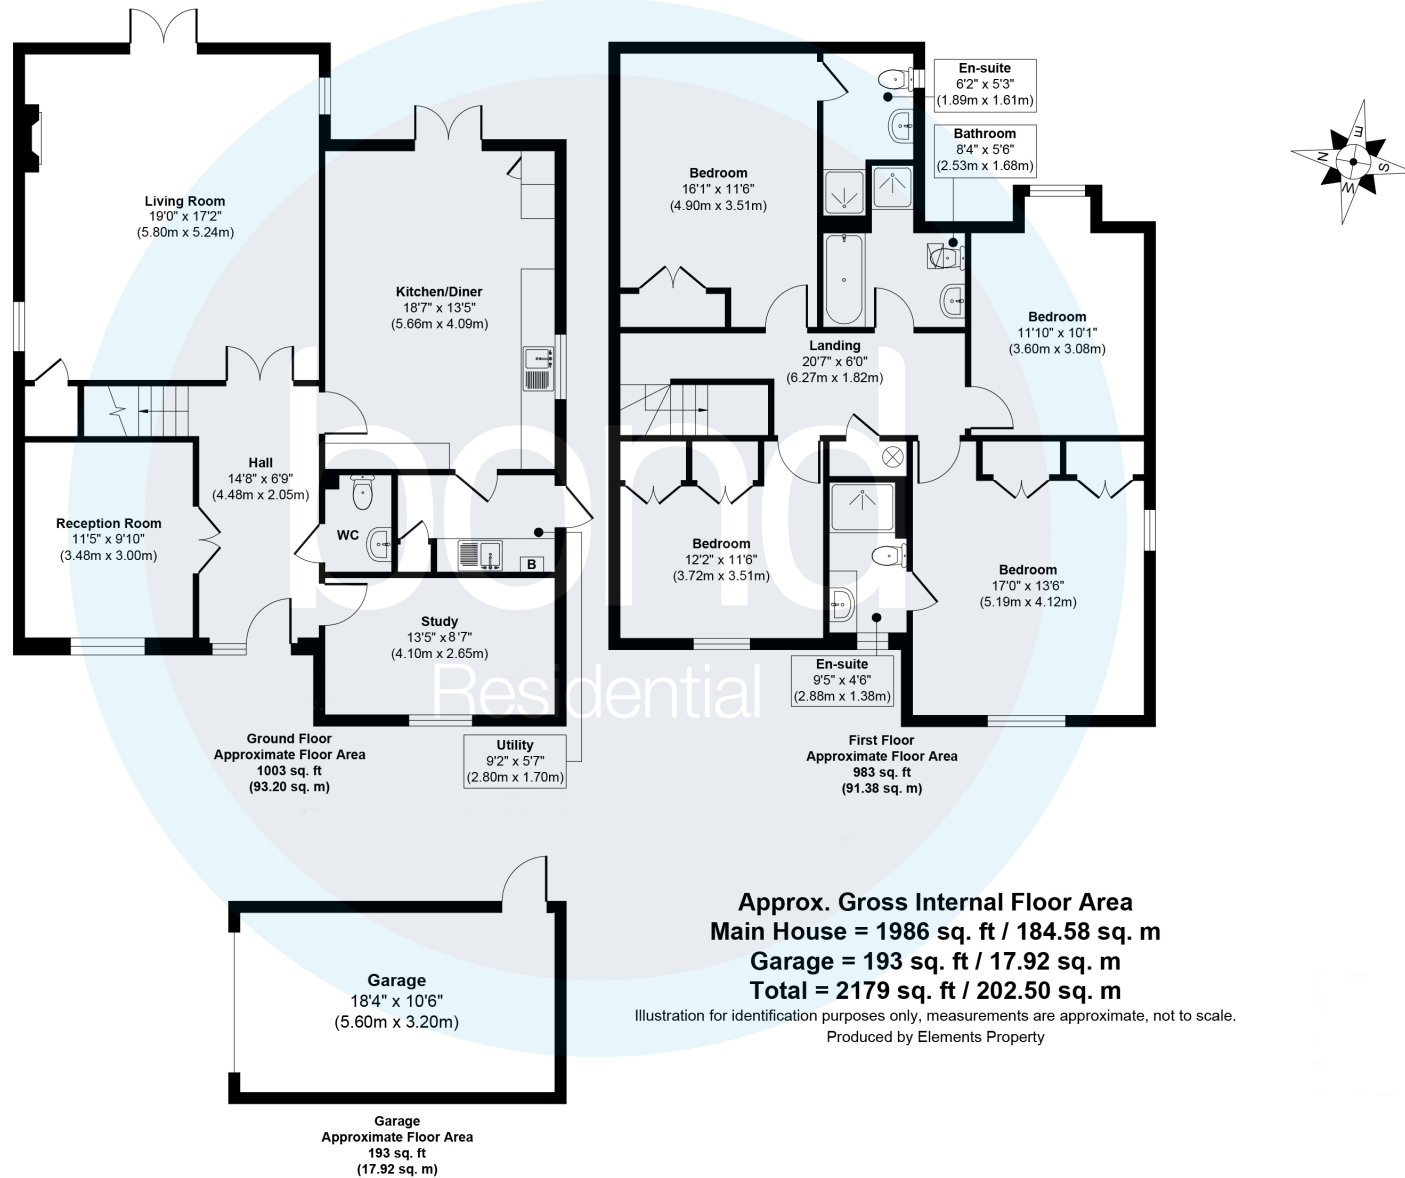 Living Room
19'0" x 17'2"
(5.80m x 5.24m)
Kitchen/Diner
18'7" x 13'5"
(5.66m x 4.09m)
Hall
14'8" x 6'9"
(4.48m x 2.05m)
Reception Room
11'5" x 9'10"
(3.48m x 3.00m)
WC
B
Study
13'5" x 8'7"
(4.10m x 2.65m)
Utility
9'2" x 5'7"
(2.80m x 1.70m)
Ground Floor
Approximate Floor Area
1003 sq. ft
(93.20 sq. m)
En-suite
6'2" x 5'3"
(1.89m x 1.61m)
Bathroom
8'4" x 5'6"
(2.53m x 1.68m)
Bedroom
16'1" x 11'6"
(4.90m x 3.51m)
Bedroom
11'10" x 10'1"
(3.60m x 3.08m)
Landing
20'7" x 6'0"
(6.27m x 1.82m)
Bedroom
12'2" x 11'6"
(3.72m x 3.51m)
Bedroom
17'0" x 13'6"
(5.19m x 4.12m)
En-suite
9'5" x 4'6"
(2.88m x 1.38m)
First Floor
Approximate Floor Area
983 sq. ft
(91.38 sq. m)
E
N
S
W
bond
Residential
Garage
18'4" x 10'6"
(5.60m x 3.20m)
Garage
Approximate Floor Area
193 sq. ft
(17.92 sq. m)
Approx. Gross Internal Floor Area
Main House = 1986 sq. ft / 184.58 sq. m
Garage = 193 sq. ft / 17.92 sq. m
Total = 2179 sq. ft / 202.50 sq. m
Illustration for identification purposes only, measurements are approximate, not to scale.
Produced by Elements Property